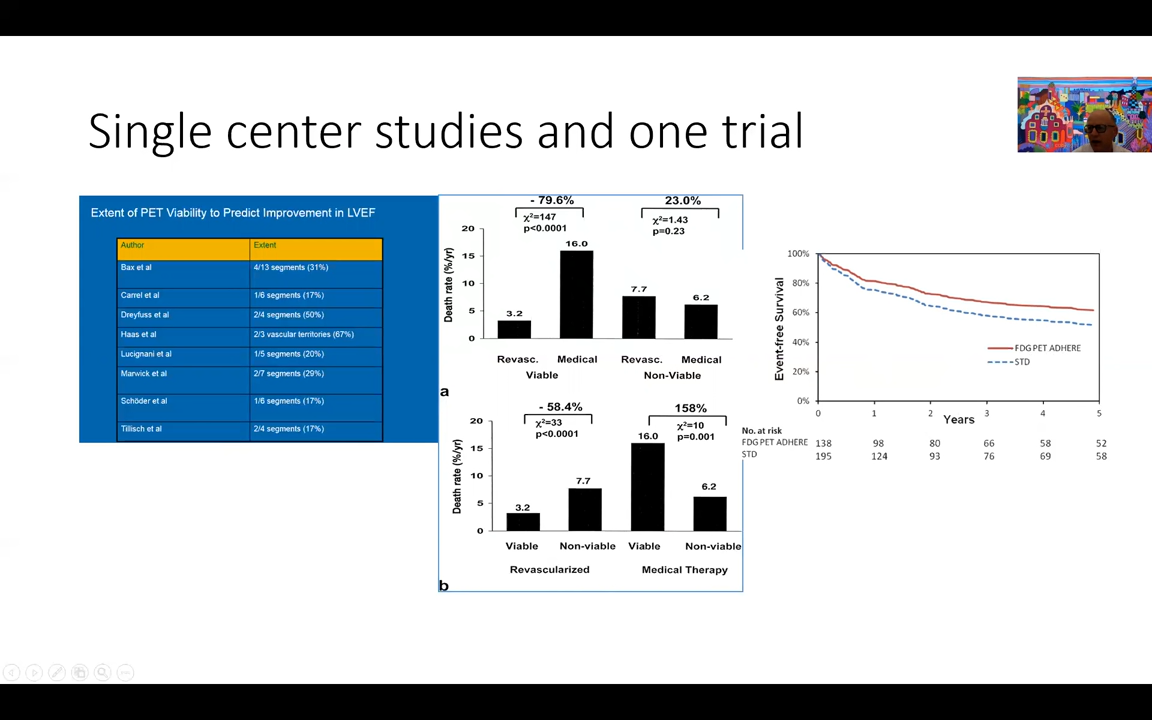 Single center studies and one trial
Extent of PET Viability to Predict Improvement in LVEF
Author Extent
Bax et al 4/13 segments (31%)
Carrel et al 1/6 segments (17%)
Dreyfuss et al 2/4 segments (50%)
Haas et al 2/3 vascular territories (67%)
Lucignani et al 1/5 segments (20%)
Marwick et al 2/7 segments (29%)
Schöder et al 1/6 segments (17%)
Tillisch et al 2/4 segments (17%)
- 79.6% 23.0%
χ²=147 χ²=1.43
p<0.0001 p=0.23
Death rate (%/yr)
20
15
10
5
0
3.2 16.0 7.7 6.2
Revasc. Medical Revasc. Medical
Viable Non-Viable
a
- 58.4% 158%
χ²=33 χ²=10
p<0.0001 p=0.001
Death rate (%/yr)
20
15
10
5
0
3.2 7.7 16.0 6.2
Viable Non-viable Viable Non-viable
Revascularized Medical Therapy
b
Event-free Survival
100%
80%
60%
40%
20%
0%
FDG PET ADHERE
STD
0 1 2 3 4 5
Years
No. at risk
FDG PET ADHERE 138 98 80 66 58 52
STD 195 124 93 76 69 58